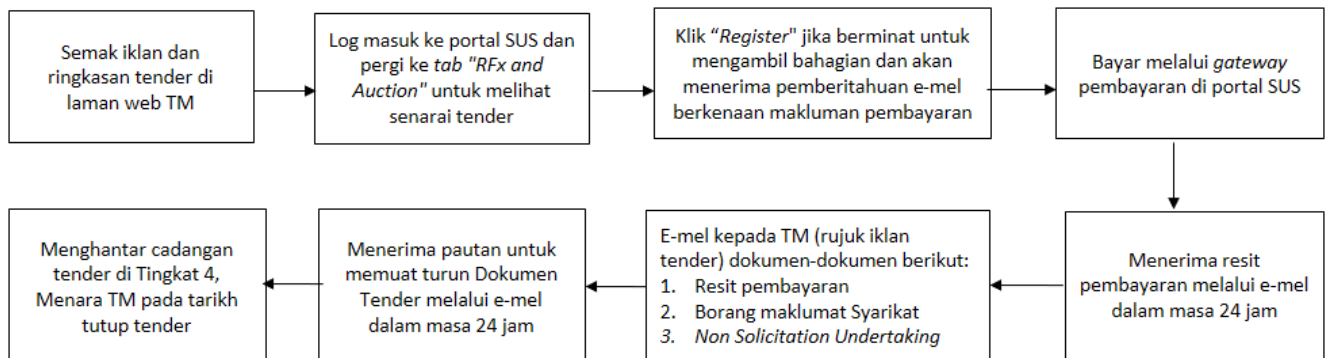 Semak iklan dan
ringkasan tender di
laman web TM
Log masuk ke portal SUS dan
pergi ke tab "RFx and
Auction" untuk melihat
senarai tender
Klik “Register" jika berminat untuk
mengambil bahagian dan akan
menerima pemberitahuan e-mel
berkenaan makluman pembayaran
Bayar melalui gateway
pembayaran di portal SUS
Menerima resit
pembayaran melalui e-mel
dalam masa 24 jam
E-mel kepada TM (rujuk iklan
tender) dokumen-dokumen berikut:
1. Resit pembayaran
2. Borang maklumat Syarikat
3. Non Solicitation Undertaking
Menerima pautan untuk
memuat turun Dokumen
Tender melalui e-mel
dalam masa 24 jam
Menghantar cadangan
tender di Tingkat 4,
Menara TM pada tarikh
tutup tender